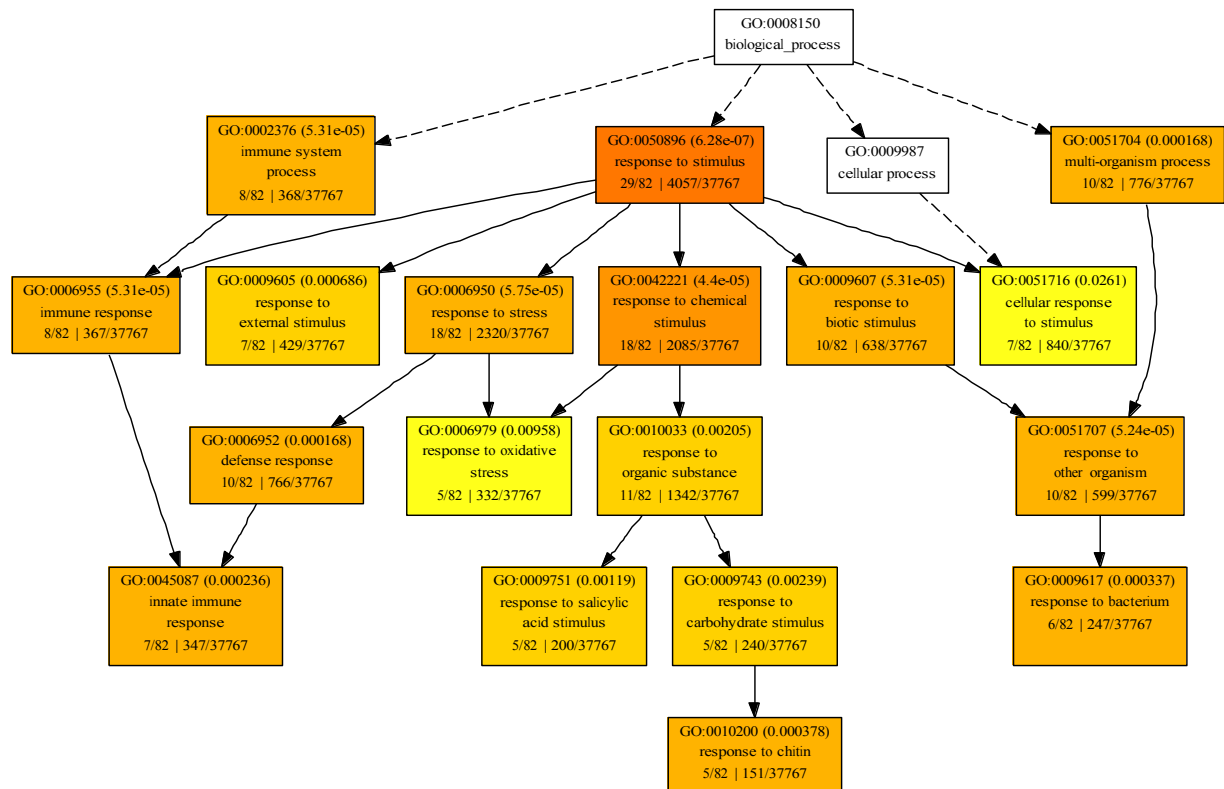 GO:0008150
biological_process
GO:0002376 (5.31e-05)
immune system
process
8/82 | 368/37767
GO:0050896 (6.28e-07)
response to stimulus
29/82 | 4057/37767
GO:0009987
cellular process
GO:0051704 (0.000168)
multi-organism process
10/82 | 776/37767
GO:0006955 (5.31e-05)
immune response
8/82 | 367/37767
GO:0009605 (0.000686)
response to
external stimulus
7/82 | 429/37767
GO:0006950 (5.75e-05)
response to stress
18/82 | 2320/37767
GO:0042221 (4.4e-05)
response to chemical
stimulus
18/82 | 2085/37767
GO:0009607 (5.31e-05)
response to
biotic stimulus
10/82 | 638/37767
GO:0051716 (0.0261)
cellular response
to stimulus
7/82 | 840/37767
GO:0006952 (0.000168)
defense response
10/82 | 766/37767
GO:0006979 (0.00958)
response to oxidative
stress
5/82 | 332/37767
GO:0010033 (0.00205)
response to
organic substance
11/82 | 1342/37767
GO:0051707 (5.24e-05)
response to
other organism
10/82 | 599/37767
GO:0045087 (0.000236)
innate immune
response
7/82 | 347/37767
GO:0009751 (0.00119)
response to salicylic
acid stimulus
5/82 | 200/37767
GO:0009743 (0.00239)
response to
carbohydrate stimulus
5/82 | 240/37767
GO:0009617 (0.000337)
response to bacterium
6/82 | 247/37767
GO:0010200 (0.000378)
response to chitin
5/82 | 151/37767